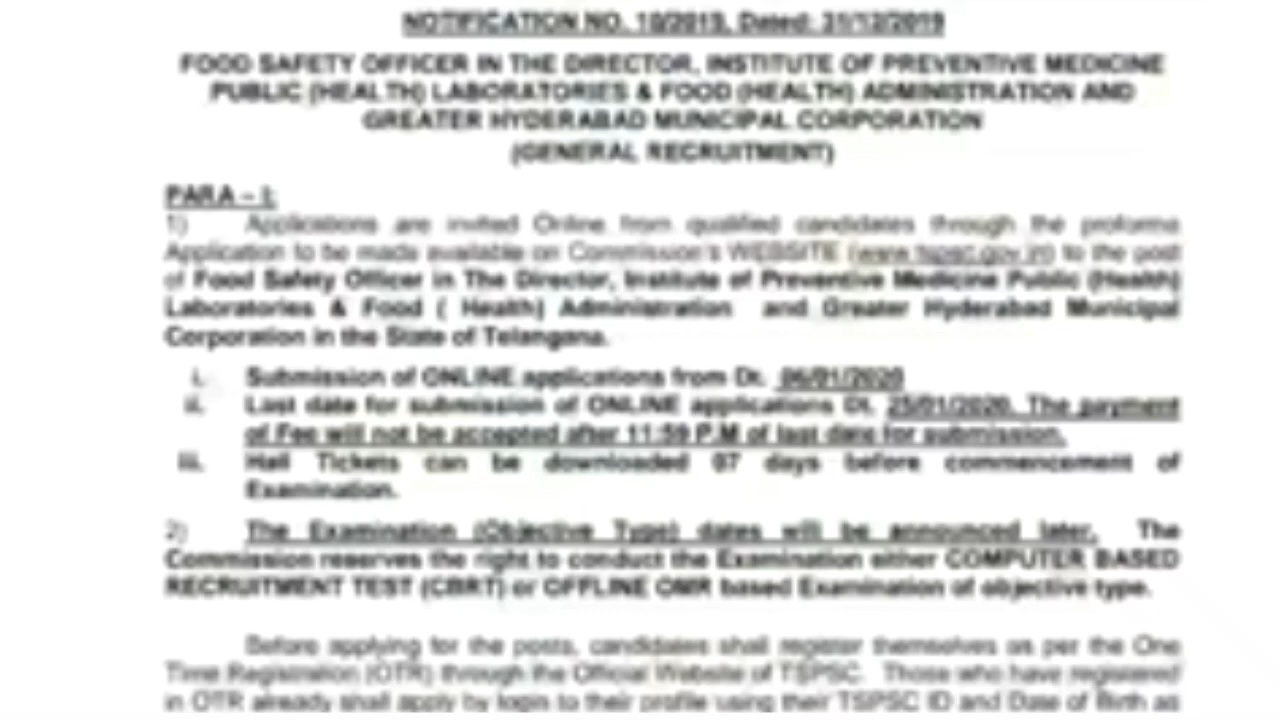 NOTIFICATION NO. 10/2019, Dated: 31/12/2019
FOOD SAFETY OFFICER IN THE DIRECTOR, INSTITUTE OF PREVENTIVE MEDICINE
PUBLIC (HEALTH) LABORATORIES & FOOD (HEALTH) ADMINISTRATION AND
GREATER HYDERABAD MUNICIPAL CORPORATION
(GENERAL RECRUITMENT)
PARA – I:
1) Applications are invited Online from qualified candidates through the proforma
Application to be made available on Commission's WEBSITE (www.tspsc.gov.in) to the post
of Food Safety Officer in The Director, Institute of Preventive Medicine Public (Health)
Laboratories & Food ( Health) Administration and Greater Hyderabad Municipal
Corporation in the State of Telangana.
i. Submission of ONLINE applications from Dt. 06/01/2020
ii. Last date for submission of ONLINE applications Dt. 25/01/2020. The payment
of Fee will not be accepted after 11:59 P.M of last date for submission.
iii. Hall Tickets can be downloaded 07 days before commencement of
Examination.
2) The Examination (Objective Type) dates will be announced later. The
Commission reserves the right to conduct the Examination either COMPUTER BASED
RECRUITMENT TEST (CBRT) or OFFLINE OMR based Examination of objective type.
Before applying for the posts, candidates shall register themselves as per the One
Time Registration (OTR) through the Official Website of TSPSC. Those who have registered
in OTR already shall apply by login to their profile using their TSPSC ID and Date of Birth as